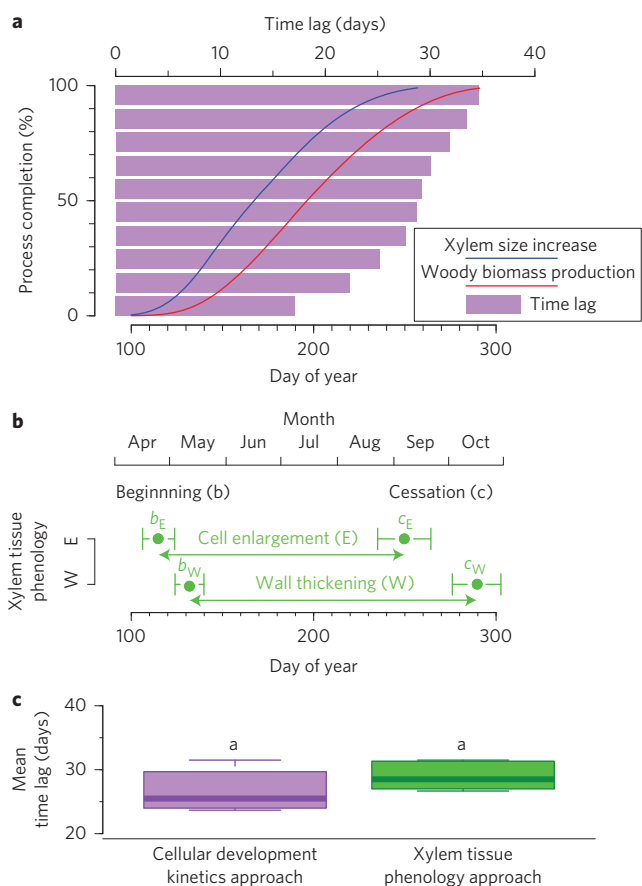 a
Time lag (days)
0 10 20 30 40
Process completion (%)
100
50
0
Xylem size increase
Woody biomass production
Time lag
100 200 300
Day of year
b
Month
Apr May Jun Jul Aug Sep Oct
Beginnning (b) Cessation (c)
Xylem tissue
phenology
E
W
bE cE
Cell enlargement (E)
bW cW
Wall thickening (W)
100 200 300
Day of year
c
Mean
time lag (days)
40
30
20
a a
Cellular development
kinetics approach
Xylem tissue
phenology approach